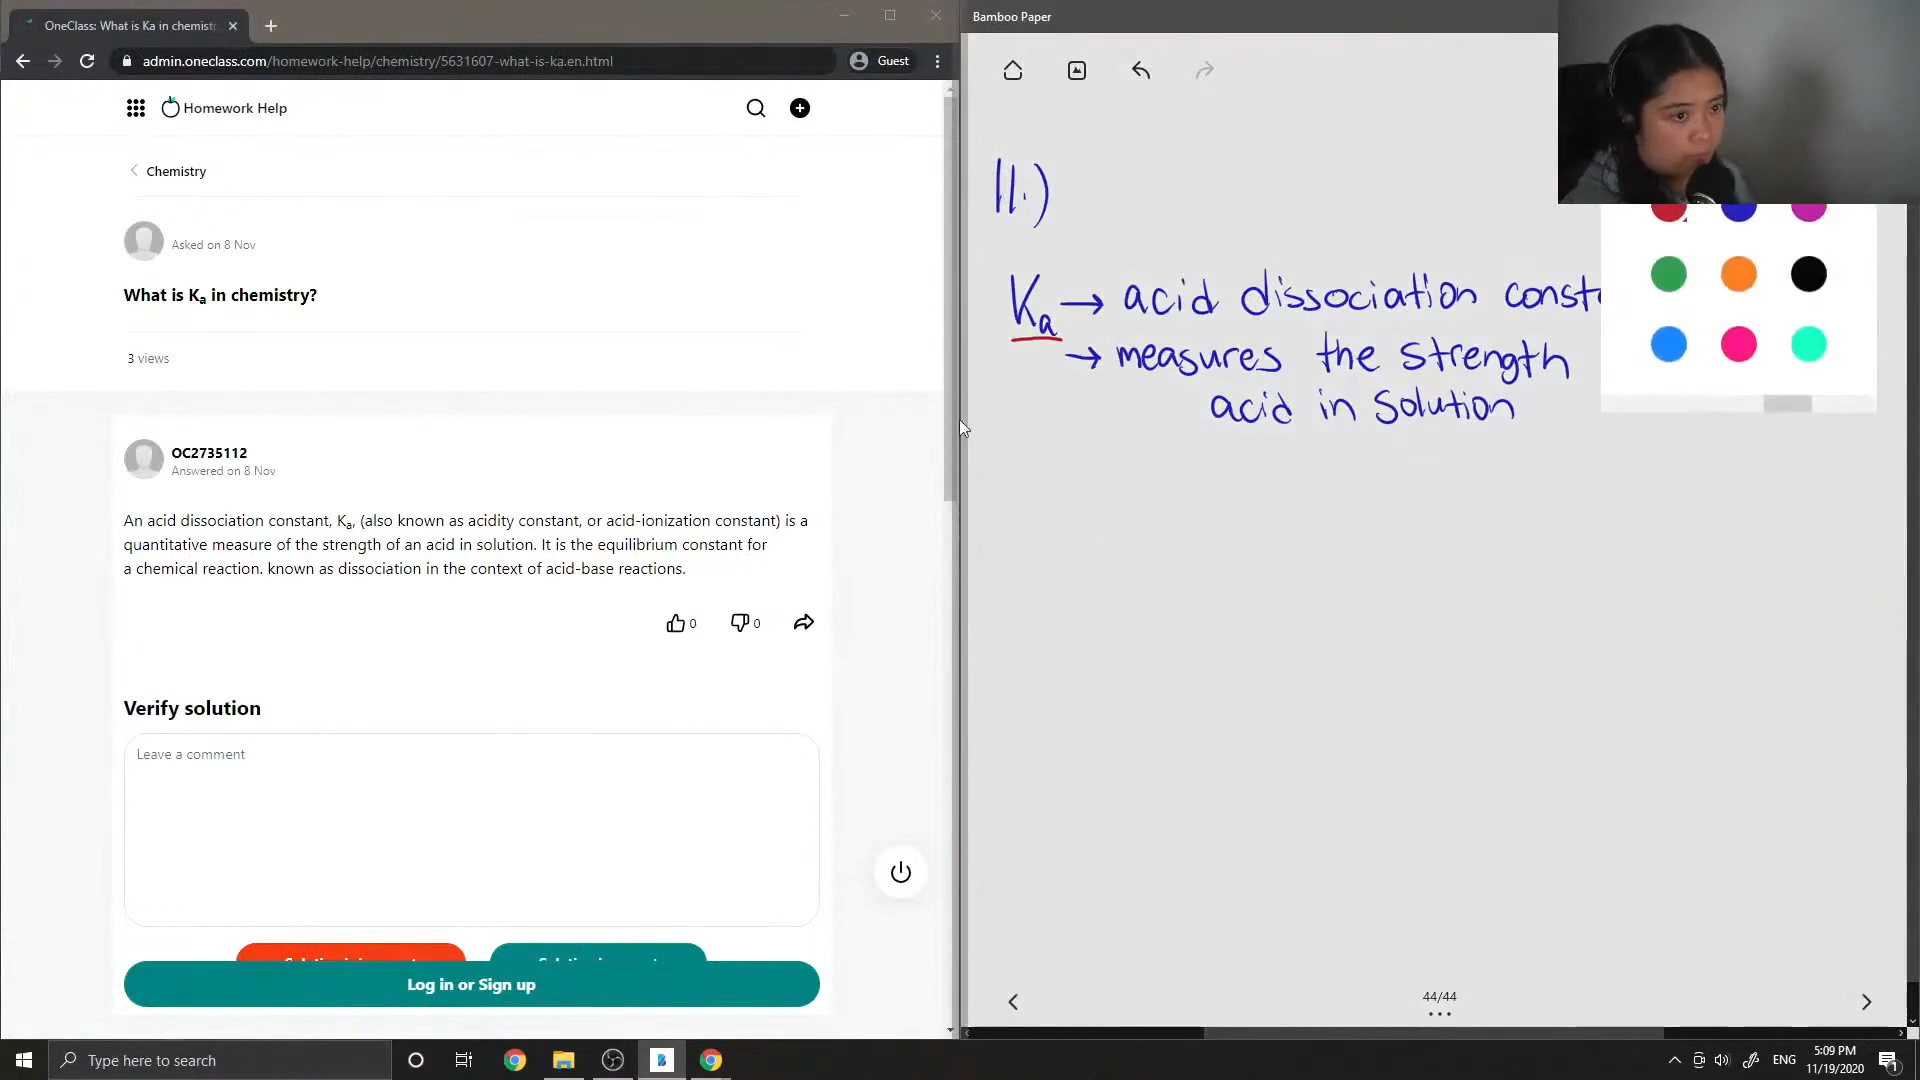 OneClass: What is Ka in chemist
Bamboo Paper
admin.oneclass.com/homework-help/chemistry/5631607-what-is-ka.en.html
Guest
Homework Help
Chemistry
Asked on 8 Nov
What is Ka in chemistry?
3 views
OC2735112
Answered on 8 Nov
An acid dissociation constant, Ka, (also known as acidity constant, or acid-ionization constant) is a
quantitative measure of the strength of an acid in solution. It is the equilibrium constant for
a chemical reaction. known as dissociation in the context of acid-base reactions.
0
0
Verify solution
Leave a comment
Log in or Sign up
11.)
Ka → acid dissociation const
→ measures the strength
acid in solution
44/44
Type here to search
ENG
5:09 PM
11/19/2020
1